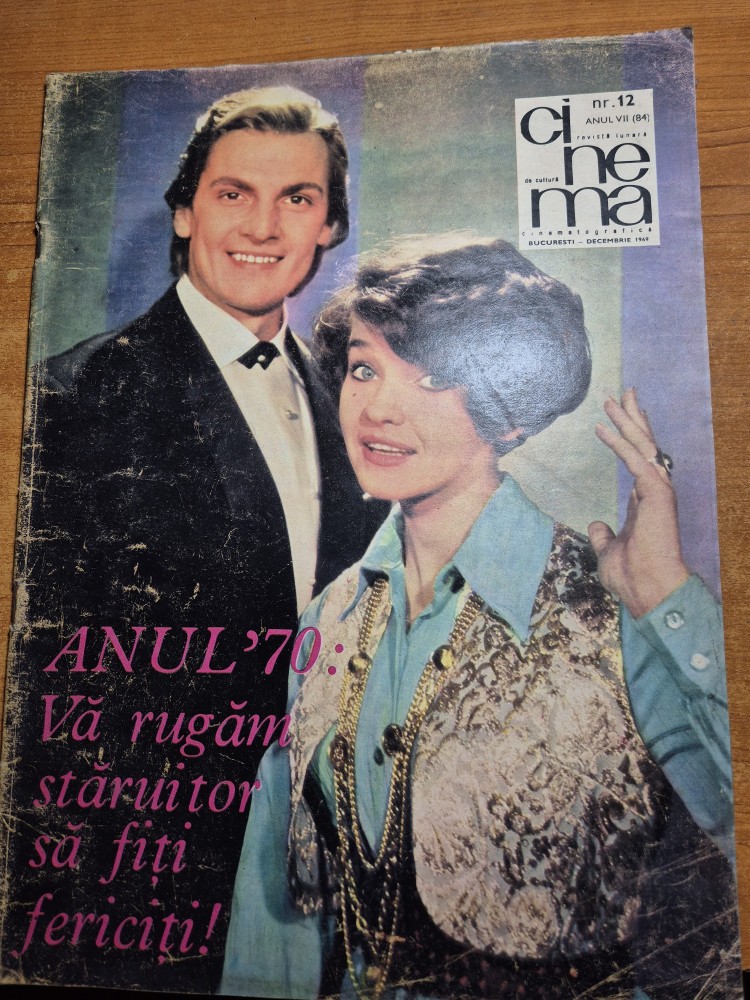 nr. 12
ANUL VII (84)
ci
revistă lunară
ne
de cultură
ma
cinematografică
BUCURESTI – DECEMBRIE 1969
ANUL'70:
Vă rugăm
stăruitor
să fiți
fericiți!